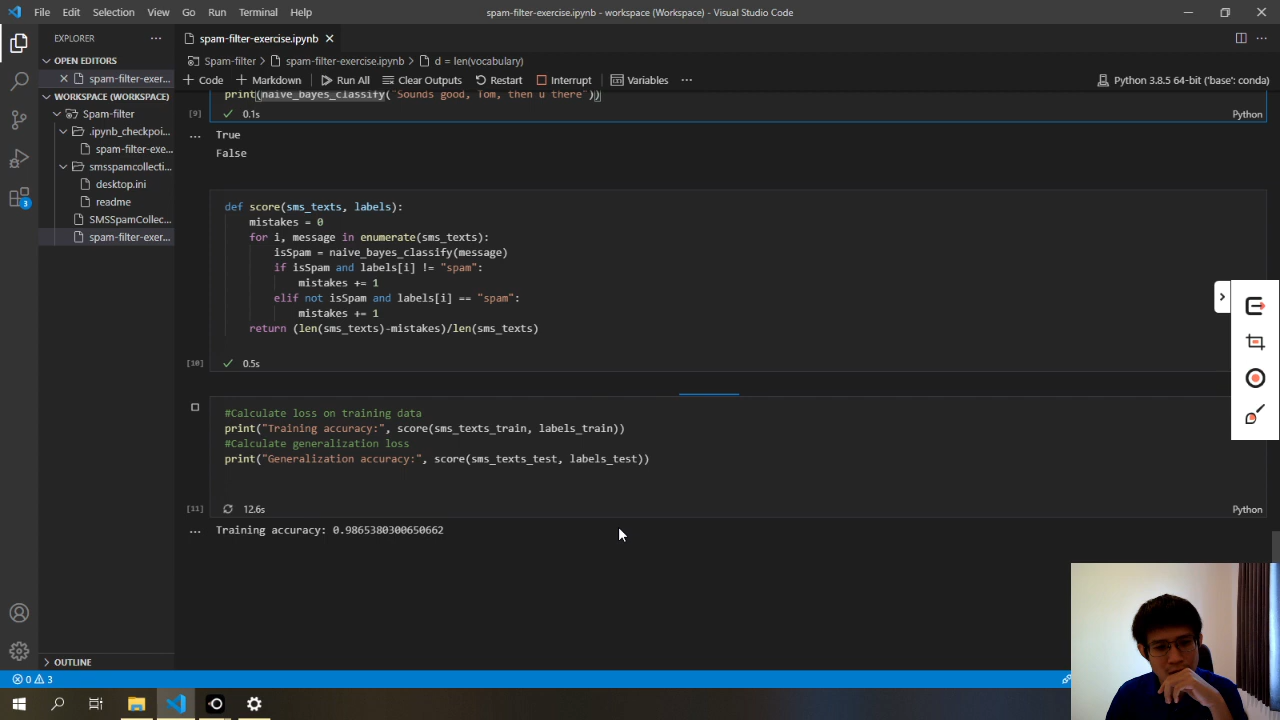 File Edit Selection View Go Run Terminal Help
spam-filter-exercise.ipynb - workspace (Workspace) - Visual Studio Code
EXPLORER
OPEN EDITORS
spam-filter-exer...
WORKSPACE (WORKSPACE)
Spam-filter
.ipynb_checkpoi...
spam-filter-exe...
smsspamcollecti...
desktop.ini
readme
SMSSpamCollec...
spam-filter-exer...
OUTLINE
3
spam-filter-exercise.ipynb
Spam-filter > spam-filter-exercise.ipynb > d = len(vocabulary)
+ Code + Markdown Run All Clear Outputs Restart Interrupt Variables ... Python 3.8.5 64-bit ('base': conda)
print(naive_bayes_classify("Sounds good, Tom, then u there"))
[9] 0.1s Python
True
False
def score(sms_texts, labels):
mistakes = 0
for i, message in enumerate(sms_texts):
isSpam = naive_bayes_classify(message)
if isSpam and labels[i] != "spam":
mistakes += 1
elif not isSpam and labels[i] == "spam":
mistakes += 1
return (len(sms_texts)-mistakes)/len(sms_texts)
[10] 0.5s
#Calculate loss on training data
print("Training accuracy:", score(sms_texts_train, labels_train))
#Calculate generalization loss
print("Generalization accuracy:", score(sms_texts_test, labels_test))
[11] 12.6s Python
Training accuracy: 0.9865380300650662
0 3